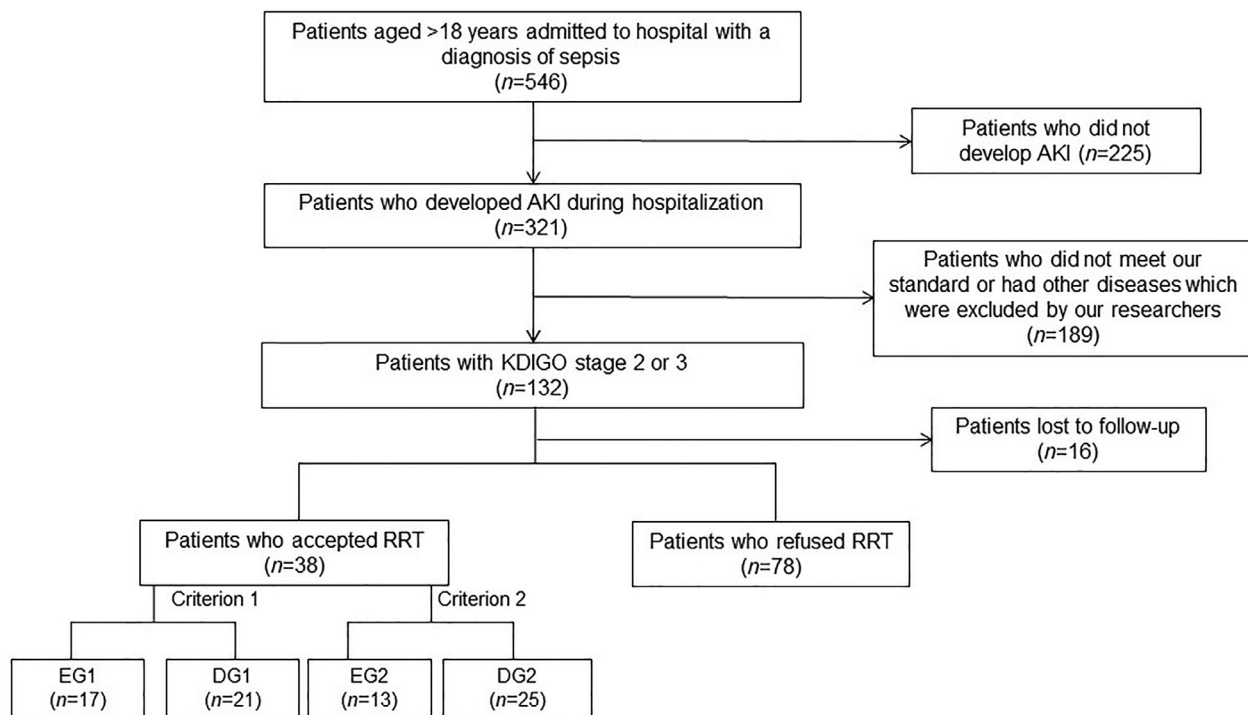 Patients aged >18 years admitted to hospital with a
diagnosis of sepsis
(n=546)
Patients who did not
develop AKI (n=225)
Patients who developed AKI during hospitalization
(n=321)
Patients who did not meet our
standard or had other diseases which
were excluded by our researchers
(n=189)
Patients with KDIGO stage 2 or 3
(n=132)
Patients lost to follow-up
(n=16)
Patients who accepted RRT
(n=38)
Patients who refused RRT
(n=78)
Criterion 1
Criterion 2
EG1
(n=17)
DG1
(n=21)
EG2
(n=13)
DG2
(n=25)